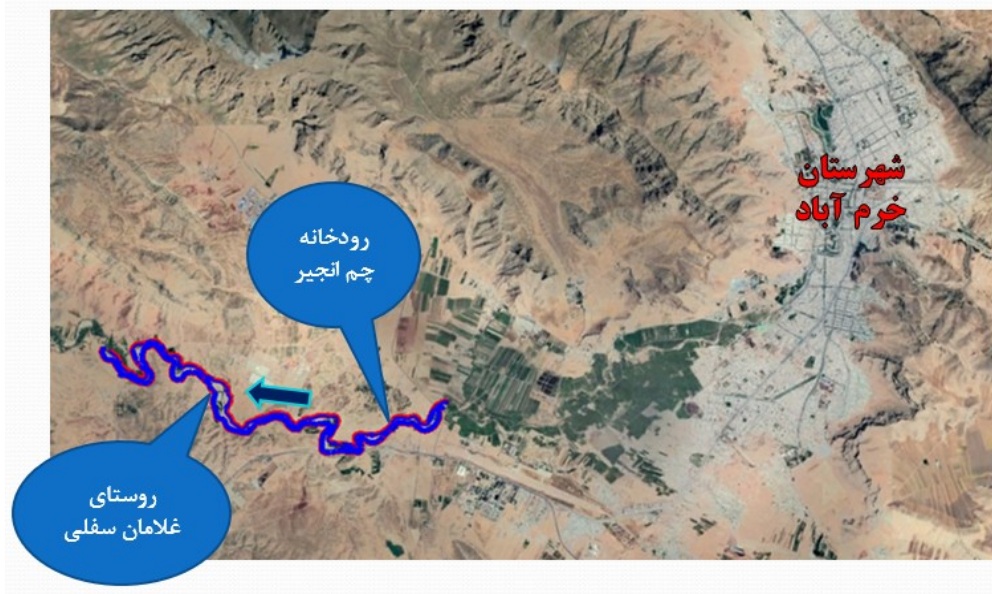 شهرستان
خرم آباد
رودخانه
چم انجیر
روستای
غلامان سفلی